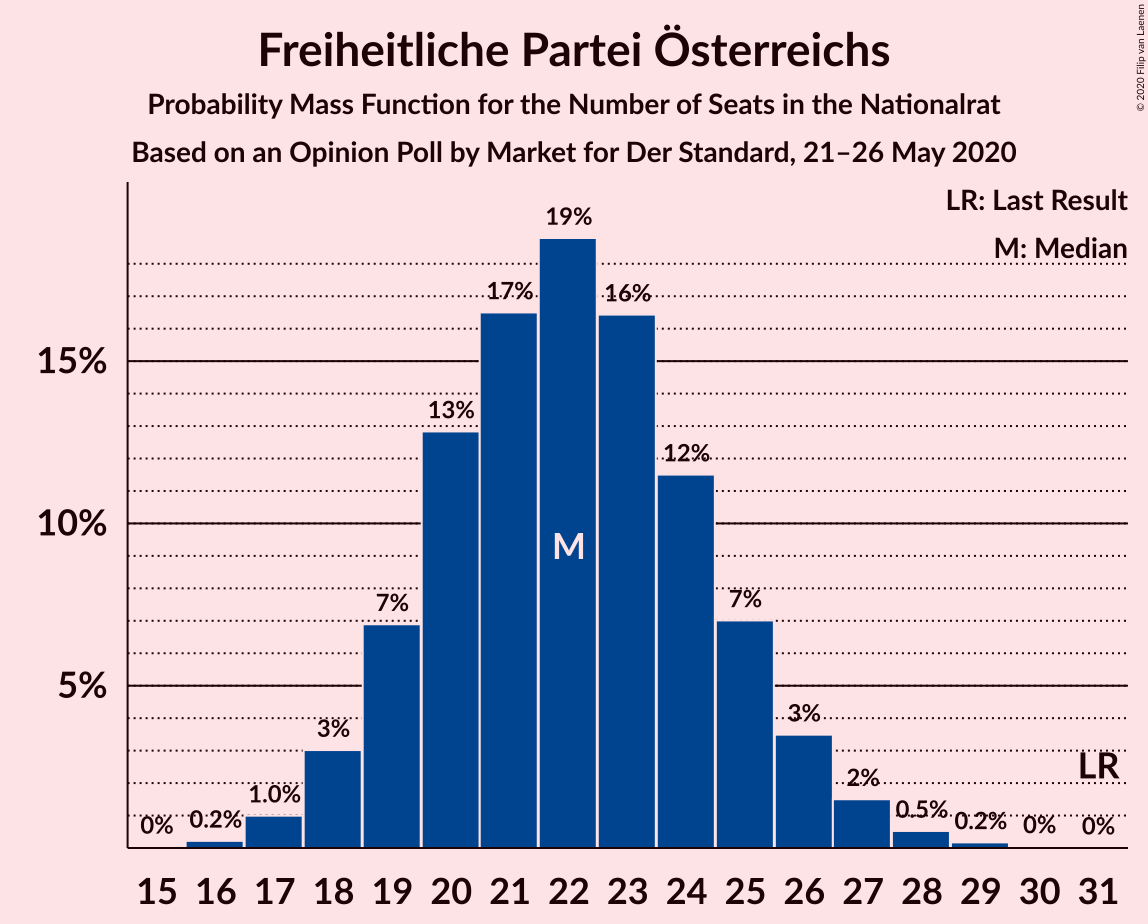 Freiheitliche Partei Österreichs
Probability Mass Function for the Number of Seats in the Nationalrat
Based on an Opinion Poll by Market for Der Standard, 21–26 May 2020
© 2020 Filip van Laenen
LR: Last Result
M: Median
19%
17%
16%
15%
13%
12%
10%
M
7%
7%
5%
3%
3%
LR
2%
1.0%
0.5%
0% 0.2% 0.2% 0% 0%
15 16 17 18 19 20 21 22 23 24 25 26 27 28 29 30 31